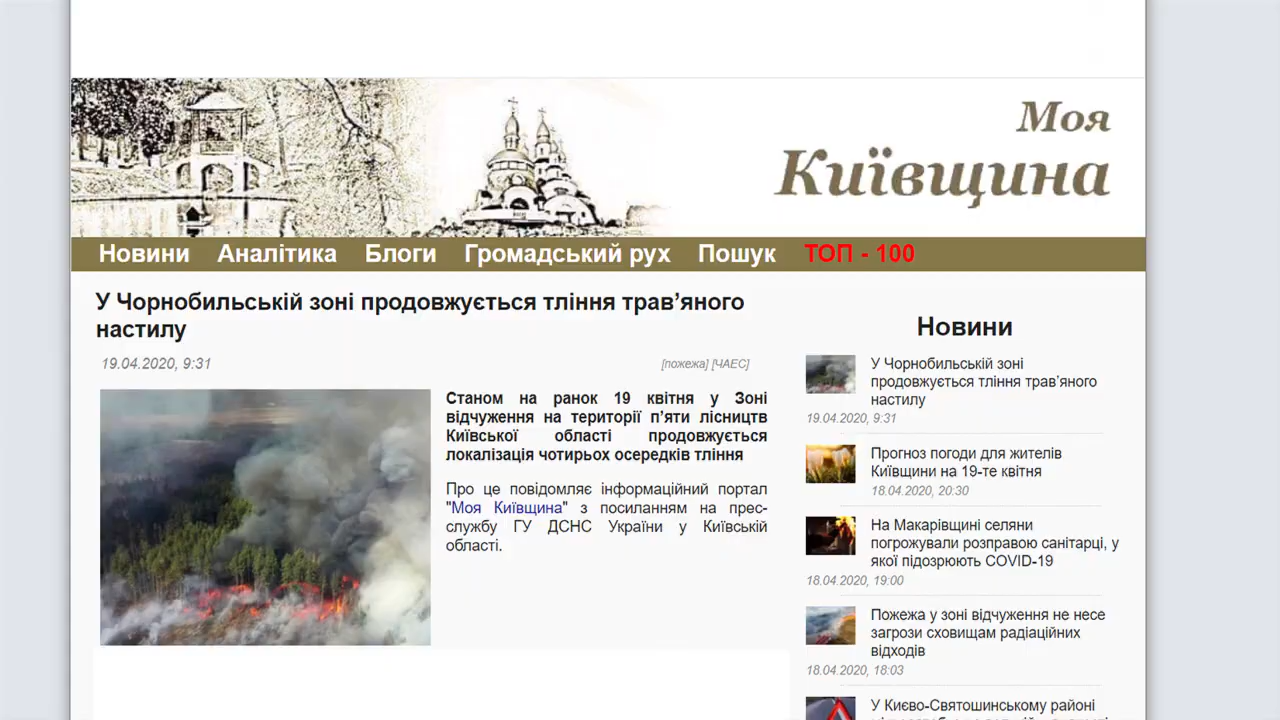 Моя
Київщина
Новини Аналітика Блоги Громадський рух Пошук ТОП - 100
У Чорнобильській зоні продовжується тління трав’яного
настилу
19.04.2020, 9:31 [пожежа] [ЧАЕС]
Станом на ранок 19 квітня у Зоні
відчуження на території п’яти лісництв
Київської області продовжується
локалізація чотирьох осередків тління
Про це повідомляє інформаційний портал
"Моя Київщина" з посиланням на прес-
службу ГУ ДСНС України у Київській
області.
Новини
У Чорнобильській зоні
продовжується тління трав’яного
настилу
19.04.2020, 9:31
Прогноз погоди для жителів
Київщини на 19-те квітня
18.04.2020, 20:30
На Макарівщині селяни
погрожували розправою санітарці, у
якої підозрюють COVID-19
18.04.2020, 19:00
Пожежа у зоні відчуження не несе
загрози сховищам радіаційних
відходів
18.04.2020, 18:03
У Києво-Святошинському районі